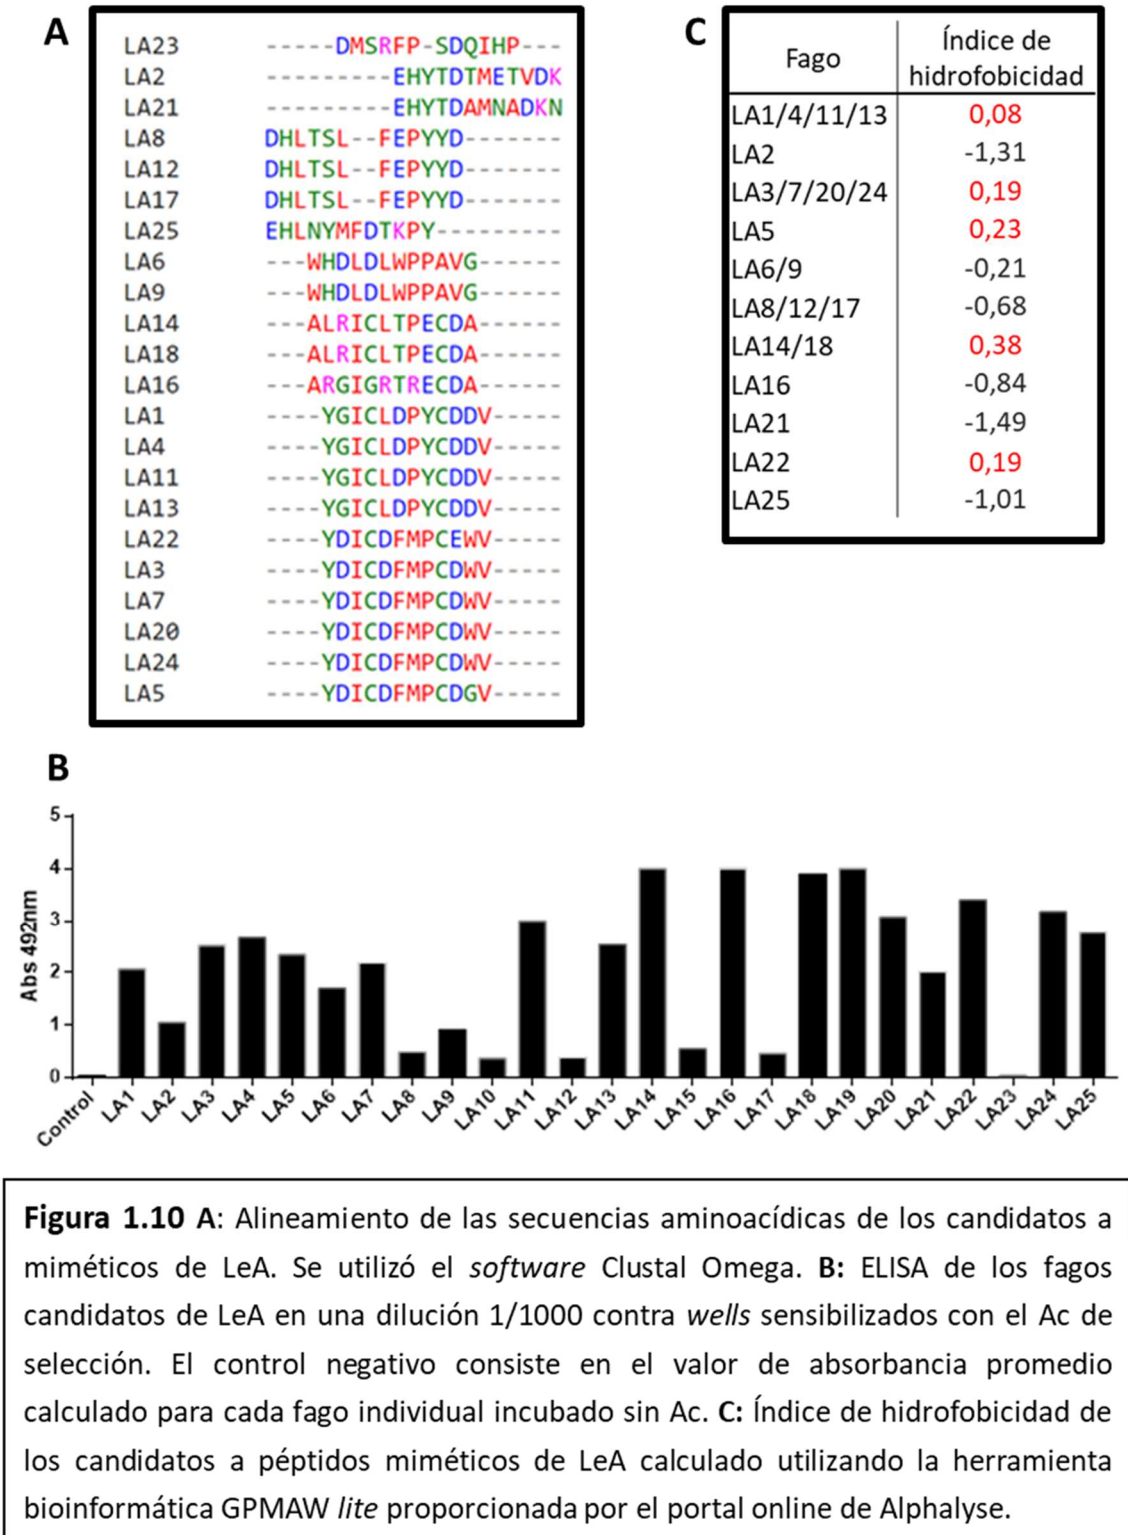 A
LA23 -----DMSRFP-SDQIHP---
LA2 ---------EHYTDTMETVDK
LA21 ---------EHYTDAMNADKN
LA8 DHLTSL--FEPYYD-------
LA12 DHLTSL--FEPYYD-------
LA17 DHLTSL--FEPYYD-------
LA25 EHLNYMFDTKPY---------
LA6 ---WHDLDLWPPAVG------
LA9 ---WHDLDLWPPAVG------
LA14 ---ALRICLTPECDA------
LA18 ---ALRICLTPECDA------
LA16 ---ARGIGRTRECDA------
LA1 ----YGICLDPYCDDV-----
LA4 ----YGICLDPYCDDV-----
LA11 ----YGICLDPYCDDV-----
LA13 ----YGICLDPYCDDV-----
LA22 ----YDICDFMPCEWV-----
LA3 ----YDICDFMPCDWV-----
LA7 ----YDICDFMPCDWV-----
LA20 ----YDICDFMPCDWV-----
LA24 ----YDICDFMPCDWV-----
LA5 ----YDICDFMPCDGV-----
C
Fago Índice de
hidrofobicidad
LA1/4/11/13 0,08
LA2 -1,31
LA3/7/20/24 0,19
LA5 0,23
LA6/9 -0,21
LA8/12/17 -0,68
LA14/18 0,38
LA16 -0,84
LA21 -1,49
LA22 0,19
LA25 -1,01
B
Abs 492nm
5
4
3
2
1
0
Control LA1 LA2 LA3 LA4 LA5 LA6 LA7 LA8 LA9 LA10 LA11 LA12 LA13 LA14 LA15 LA16 LA17 LA18 LA19 LA20 LA21 LA22 LA23 LA24 LA25
Figura 1.10 A: Alineamiento de las secuencias aminoacídicas de los candidatos a
miméticos de LeA. Se utilizó el software Clustal Omega. B: ELISA de los fagos
candidatos de LeA en una dilución 1/1000 contra wells sensibilizados con el Ac de
selección. El control negativo consiste en el valor de absorbancia promedio
calculado para cada fago individual incubado sin Ac. C: Índice de hidrofobicidad de
los candidatos a péptidos miméticos de LeA calculado utilizando la herramienta
bioinformática GPMAW lite proporcionada por el portal online de Alphalyse.